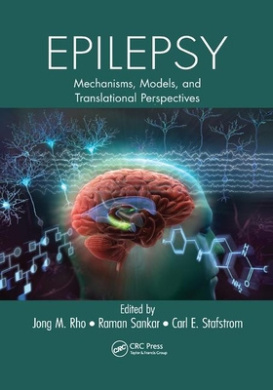 EPILEPSY
Mechanisms, Models, and
Translational Perspectives
Edited by
Jong M. Rho • Raman Sankar • Carl E. Stafstrom
CRC Press
Taylor & Francis Group